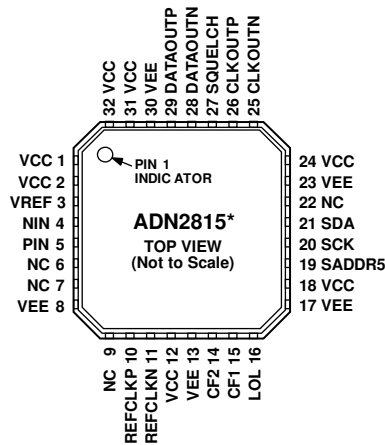 32 VCC
31 VCC
30 VEE
29 DATAOUTP
28 DATAOUTN
27 SQUELCH
26 CLKOUTP
25 CLKOUTN
VCC 1
VCC 2
VREF 3
NIN 4
PIN 5
NC 6
NC 7
VEE 8
PIN 1
INDIC ATOR
ADN2815*
TOP VIEW
(Not to Scale)
24 VCC
23 VEE
22 NC
21 SDA
20 SCK
19 SADDR5
18 VCC
17 VEE
NC 9
REFCLKP 10
REFCLKN 11
VCC 12
VEE 13
CF2 14
CF1 15
LOL 16